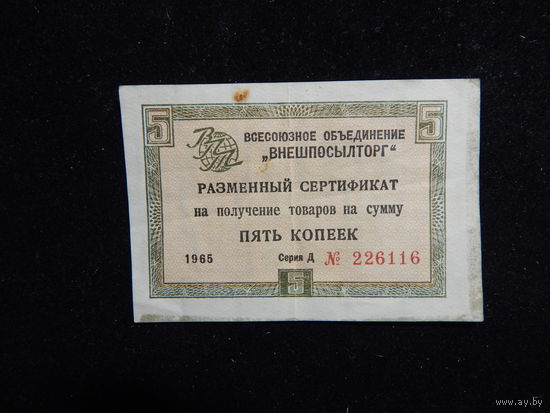 5 5
ВПТ
ВСЕСОЮЗНОЕ ОБЪЕДИНЕНИЕ
„ВНЕШПОСЫЛТОРГ“
РАЗМЕННЫЙ СЕРТИФИКАТ
на получение товаров на сумму
ПЯТЬ КОПЕЕК
1965 Серия Д № 226116
5
www.ay.by